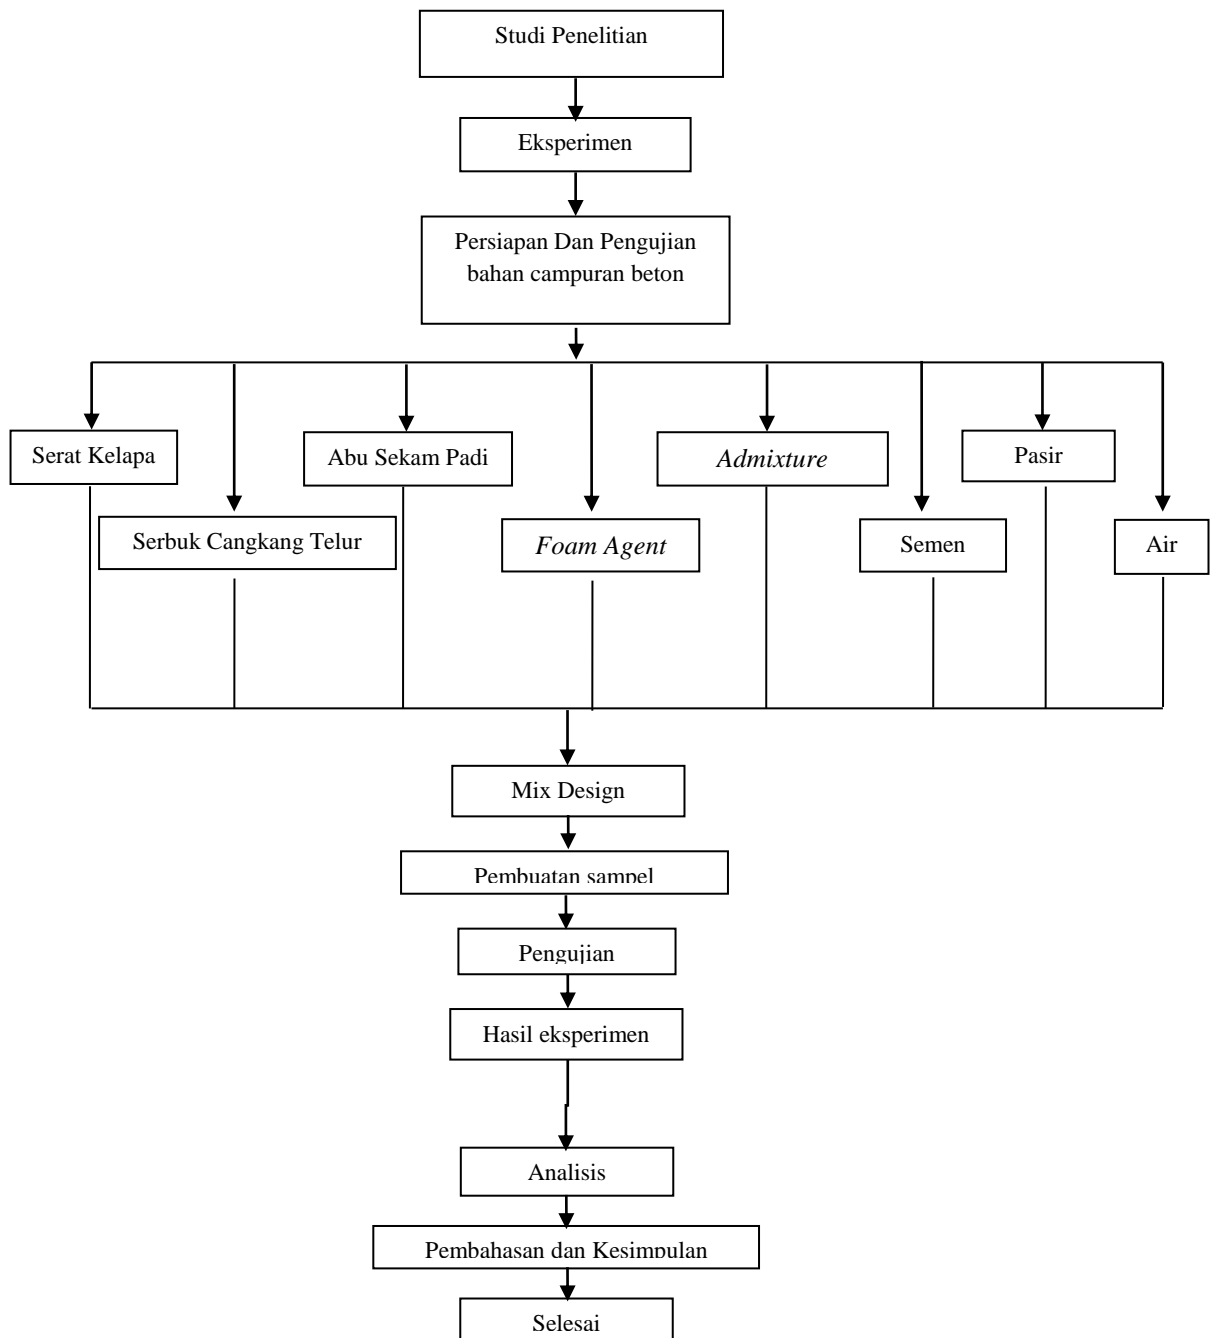 Studi Penelitian
Eksperimen
Persiapan Dan Pengujian
bahan campuran beton
Serat Kelapa
Abu Sekam Padi
Admixture
Pasir
Serbuk Cangkang Telur
Foam Agent
Semen
Air
Mix Design
Pembuatan sampel
Pengujian
Hasil eksperimen
Analisis
Pembahasan dan Kesimpulan
Selesai